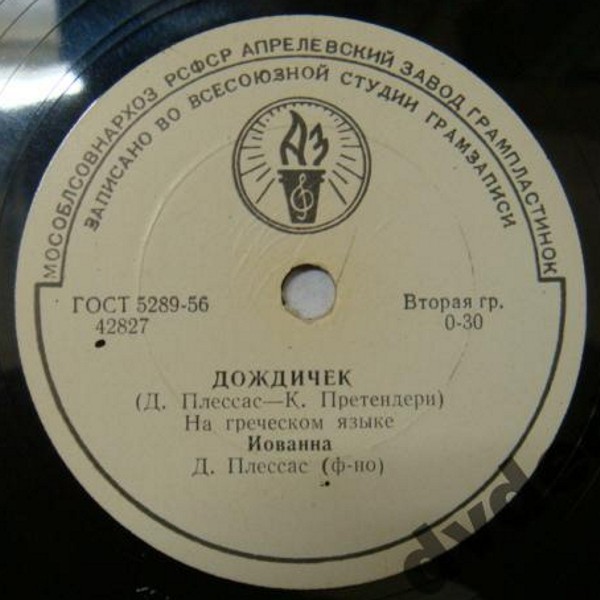 МОСОБЛСОВНАРХОЗ РСФСР АПРЕЛЕВСКИЙ ЗАВОД ГРАМПЛАСТИНОК
ЗАПИСАНО ВО ВСЕСОЮЗНОЙ СТУДИИ ГРАМЗАПИСИ
АЗ
ГОСТ 5289-56
42827
Вторая гр.
0-30
ДОЖДИЧЕК
(Д. Плессас—К. Претендери)
На греческом языке
Иованна
Д. Плессас (ф-но)